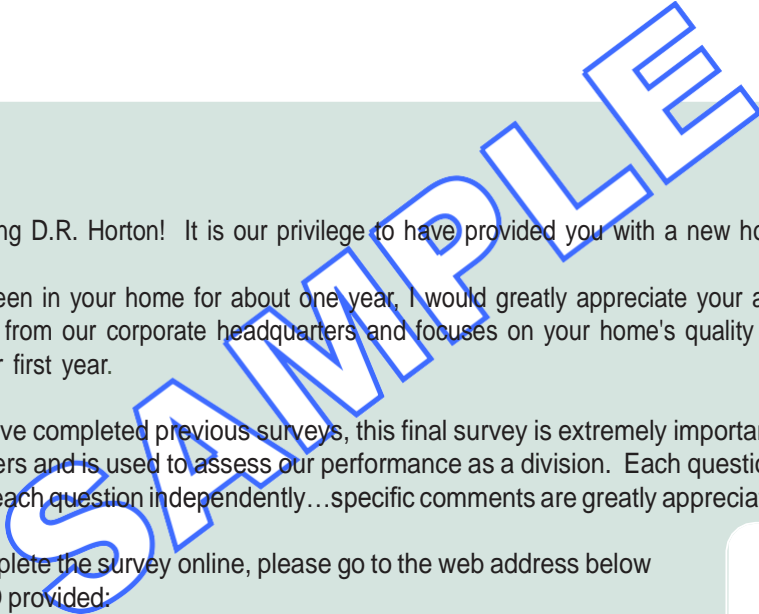 SAMPLE
ng D.R. Horton! It is our privilege to have provided you with a new ho
een in your home for about one year, I would greatly appreciate your a
from our corporate headquarters and focuses on your home's quality
r first year.
ve completed previous surveys, this final survey is extremely importa
ers and is used to assess our performance as a division. Each questio
each question independently…specific comments are greatly apprecia
plete the survey online, please go to the web address below
D provided: